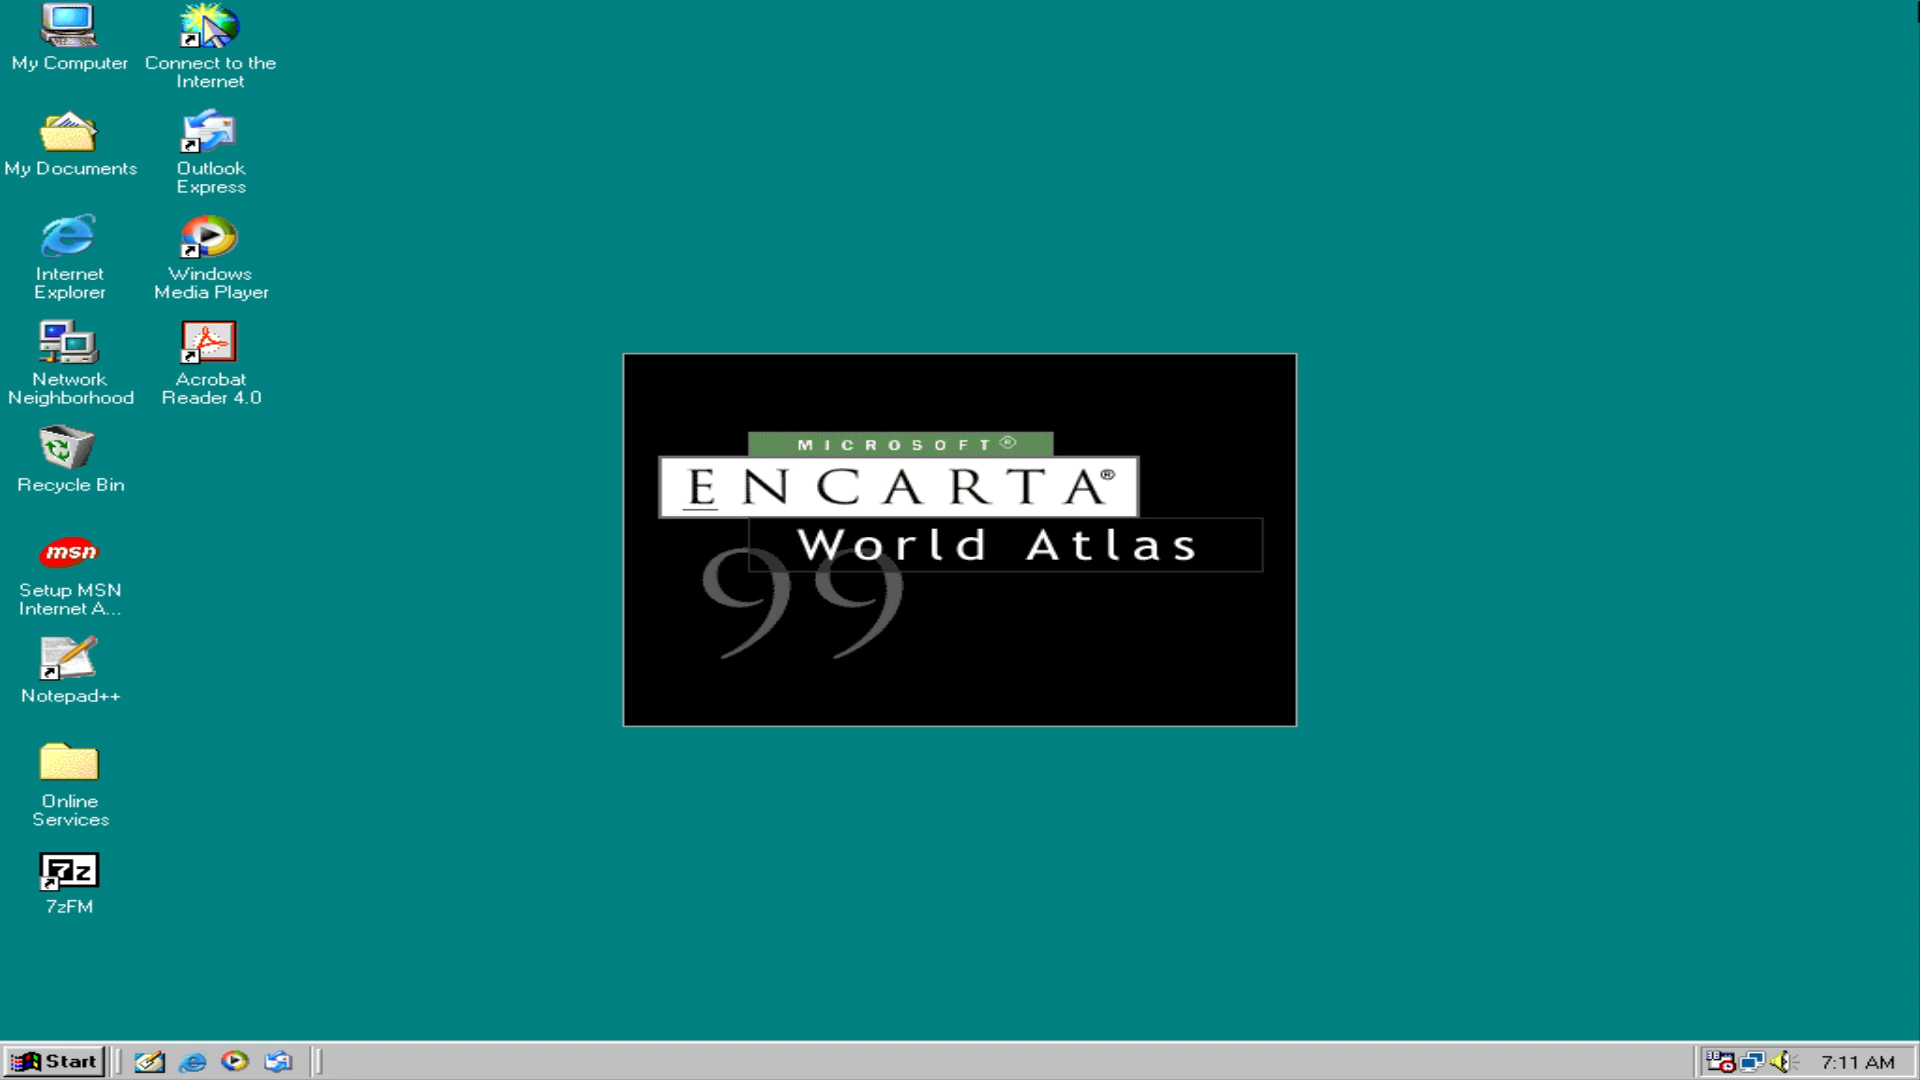 My Computer
Connect to the
Internet
My Documents
Outlook
Express
Internet
Explorer
Windows
Media Player
Network
Neighborhood
Acrobat
Reader 4.0
Recycle Bin
msn
Setup MSN
Internet A...
Notepad++
Online
Services
7z
7zFM
MICROSOFT®
ENCARTA®
World Atlas
99
Start
7:11 AM